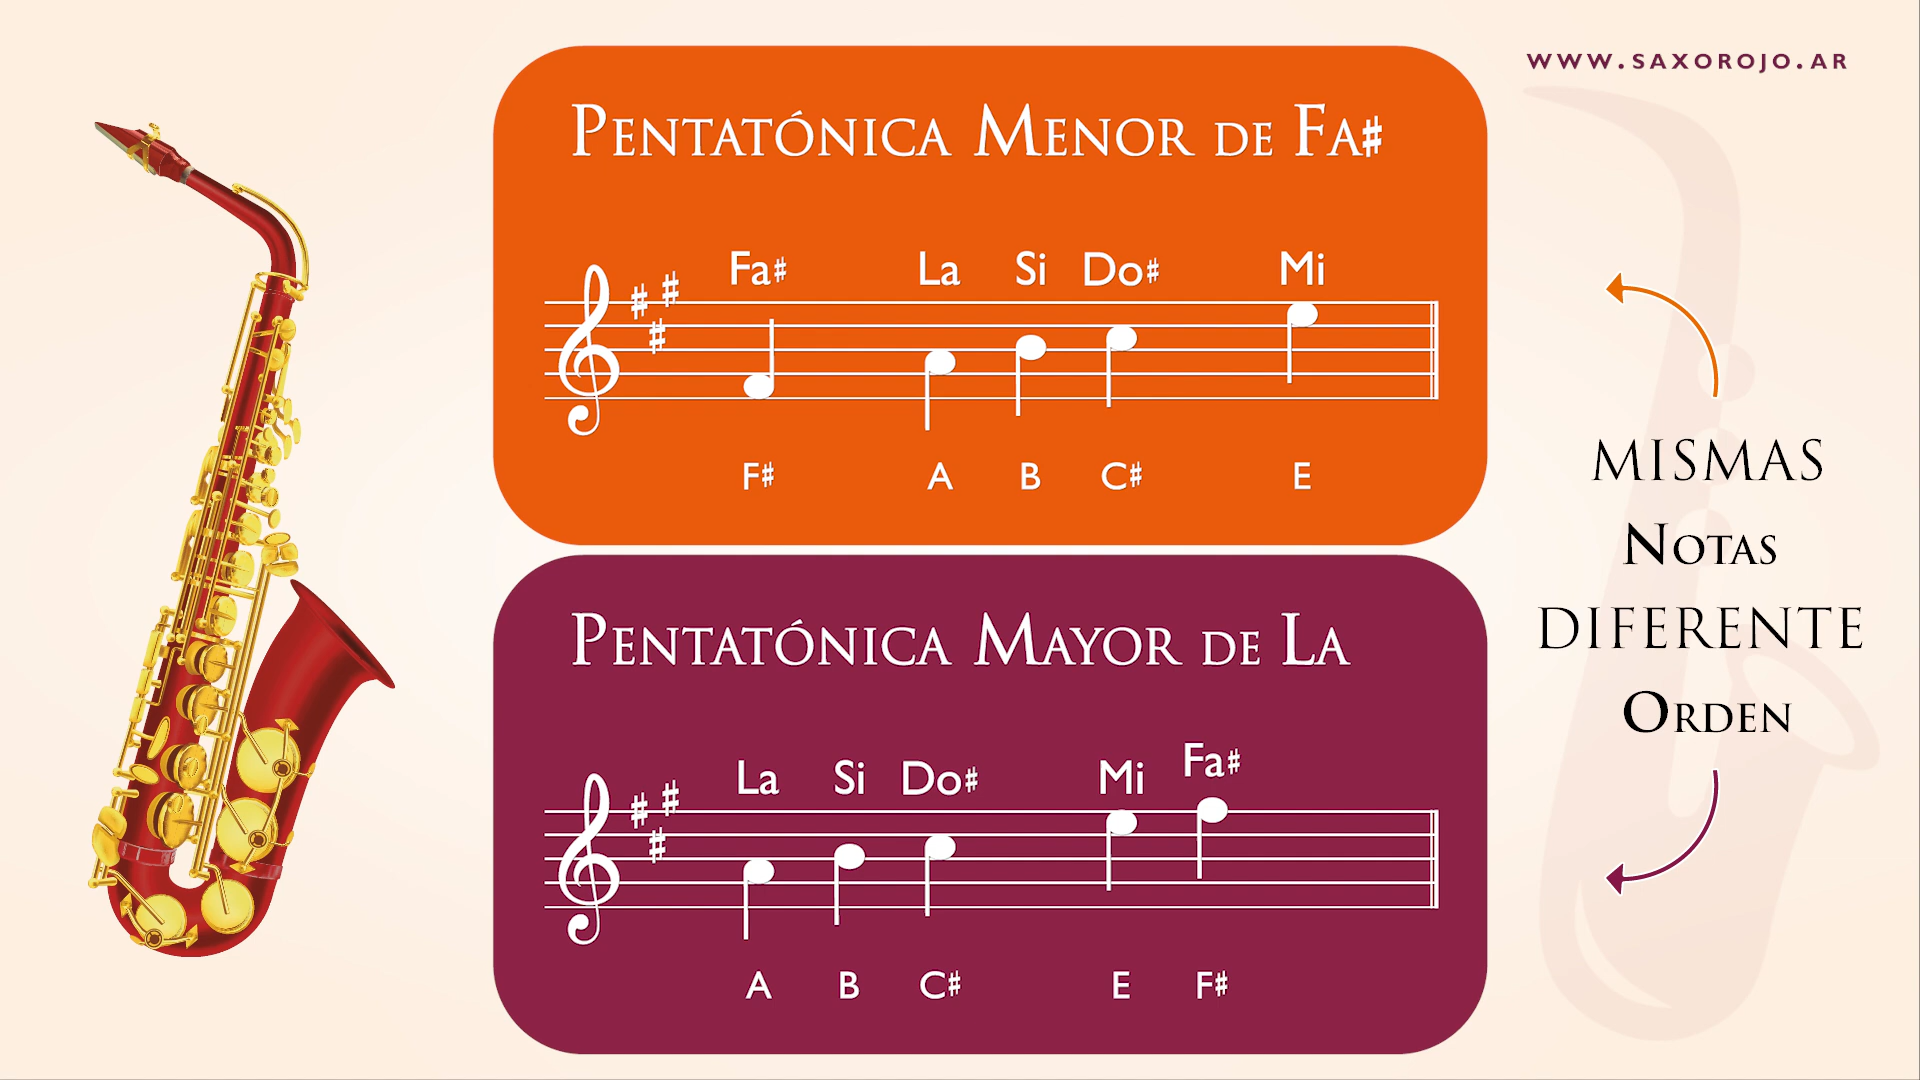 WWW.SAXOROJO.AR
PENTATÓNICA MENOR DE FA#
Fa# La Si Do# Mi
F# A B C# E
PENTATÓNICA MAYOR DE LA
La Si Do# Mi Fa#
A B C# E F#
MISMAS
NOTAS
DIFERENTE
ORDEN